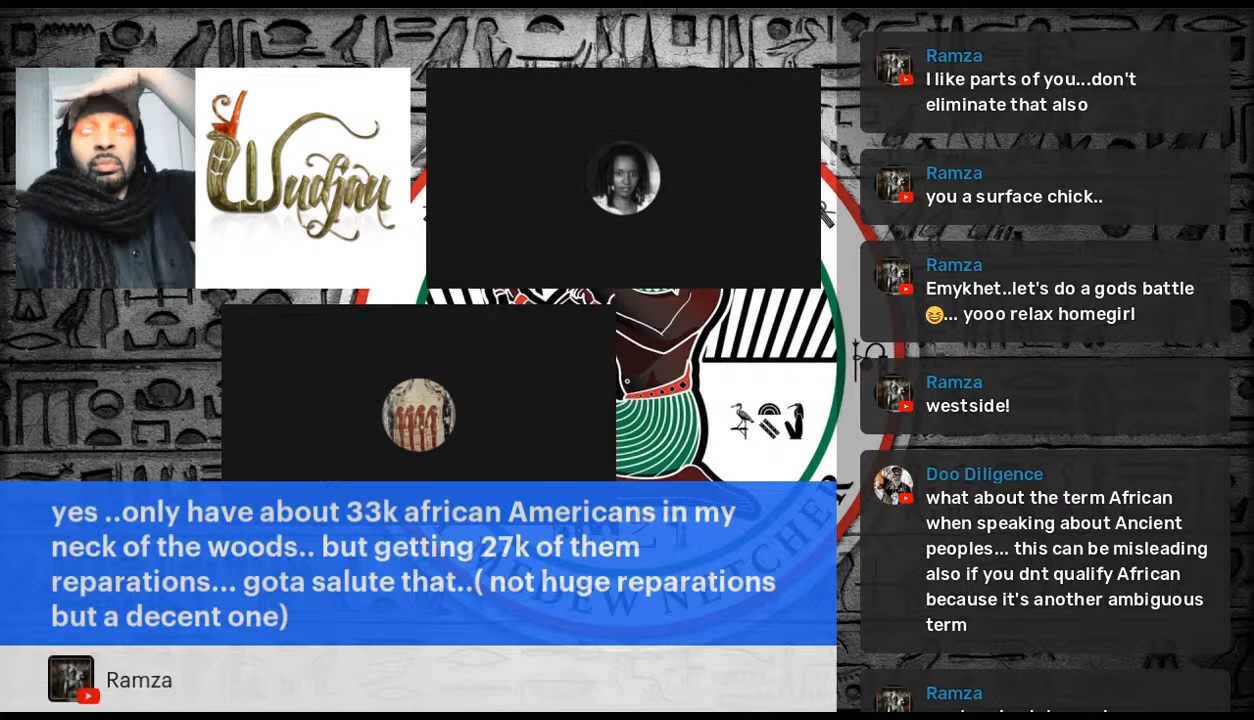 Wudjau
yes ..only have about 33k african Americans in my
neck of the woods.. but getting 27k of them
reparations... gota salute that..( not huge reparations
but a decent one)
Ramza
Ramza
I like parts of you...don't
eliminate that also
Ramza
you a surface chick..
Ramza
Emykhet..let's do a gods battle
😆... yooo relax homegirl
Ramza
westside!
Doo Diligence
what about the term African
when speaking about Ancient
peoples... this can be misleading
also if you dnt qualify African
because it's another ambiguous
term
Ramza